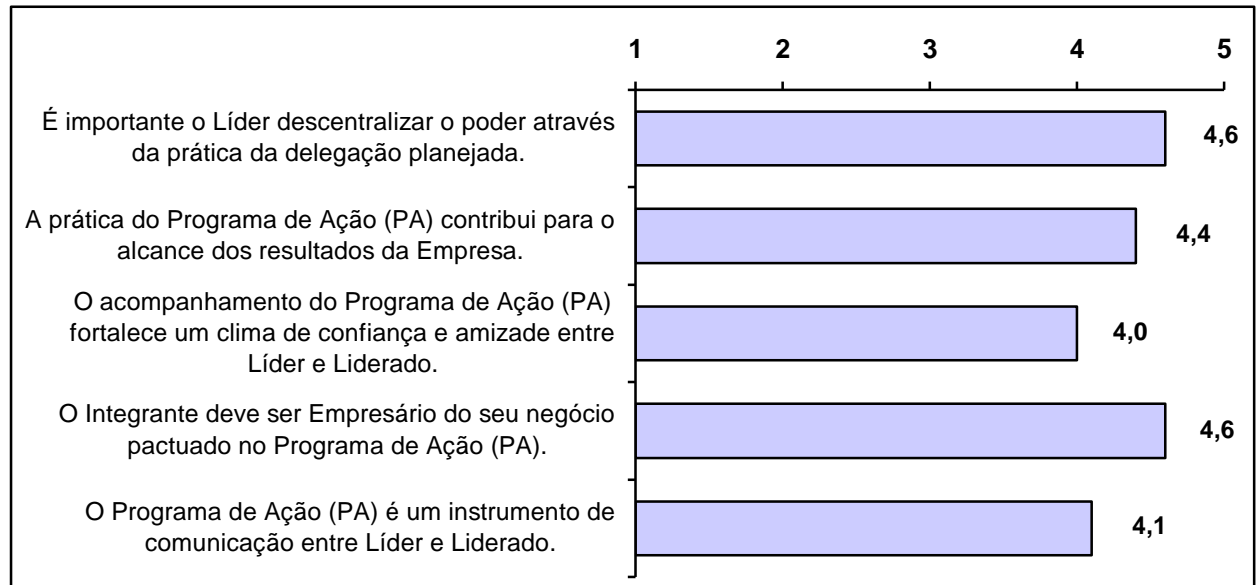 1 2 3 4 5
É importante o Líder descentralizar o poder através
da prática da delegação planejada.
4,6
A prática do Programa de Ação (PA) contribui para o
alcance dos resultados da Empresa.
4,4
O acompanhamento do Programa de Ação (PA)
fortalece um clima de confiança e amizade entre
Líder e Liderado.
4,0
O Integrante deve ser Empresário do seu negócio
pactuado no Programa de Ação (PA).
4,6
O Programa de Ação (PA) é um instrumento de
comunicação entre Líder e Liderado.
4,1